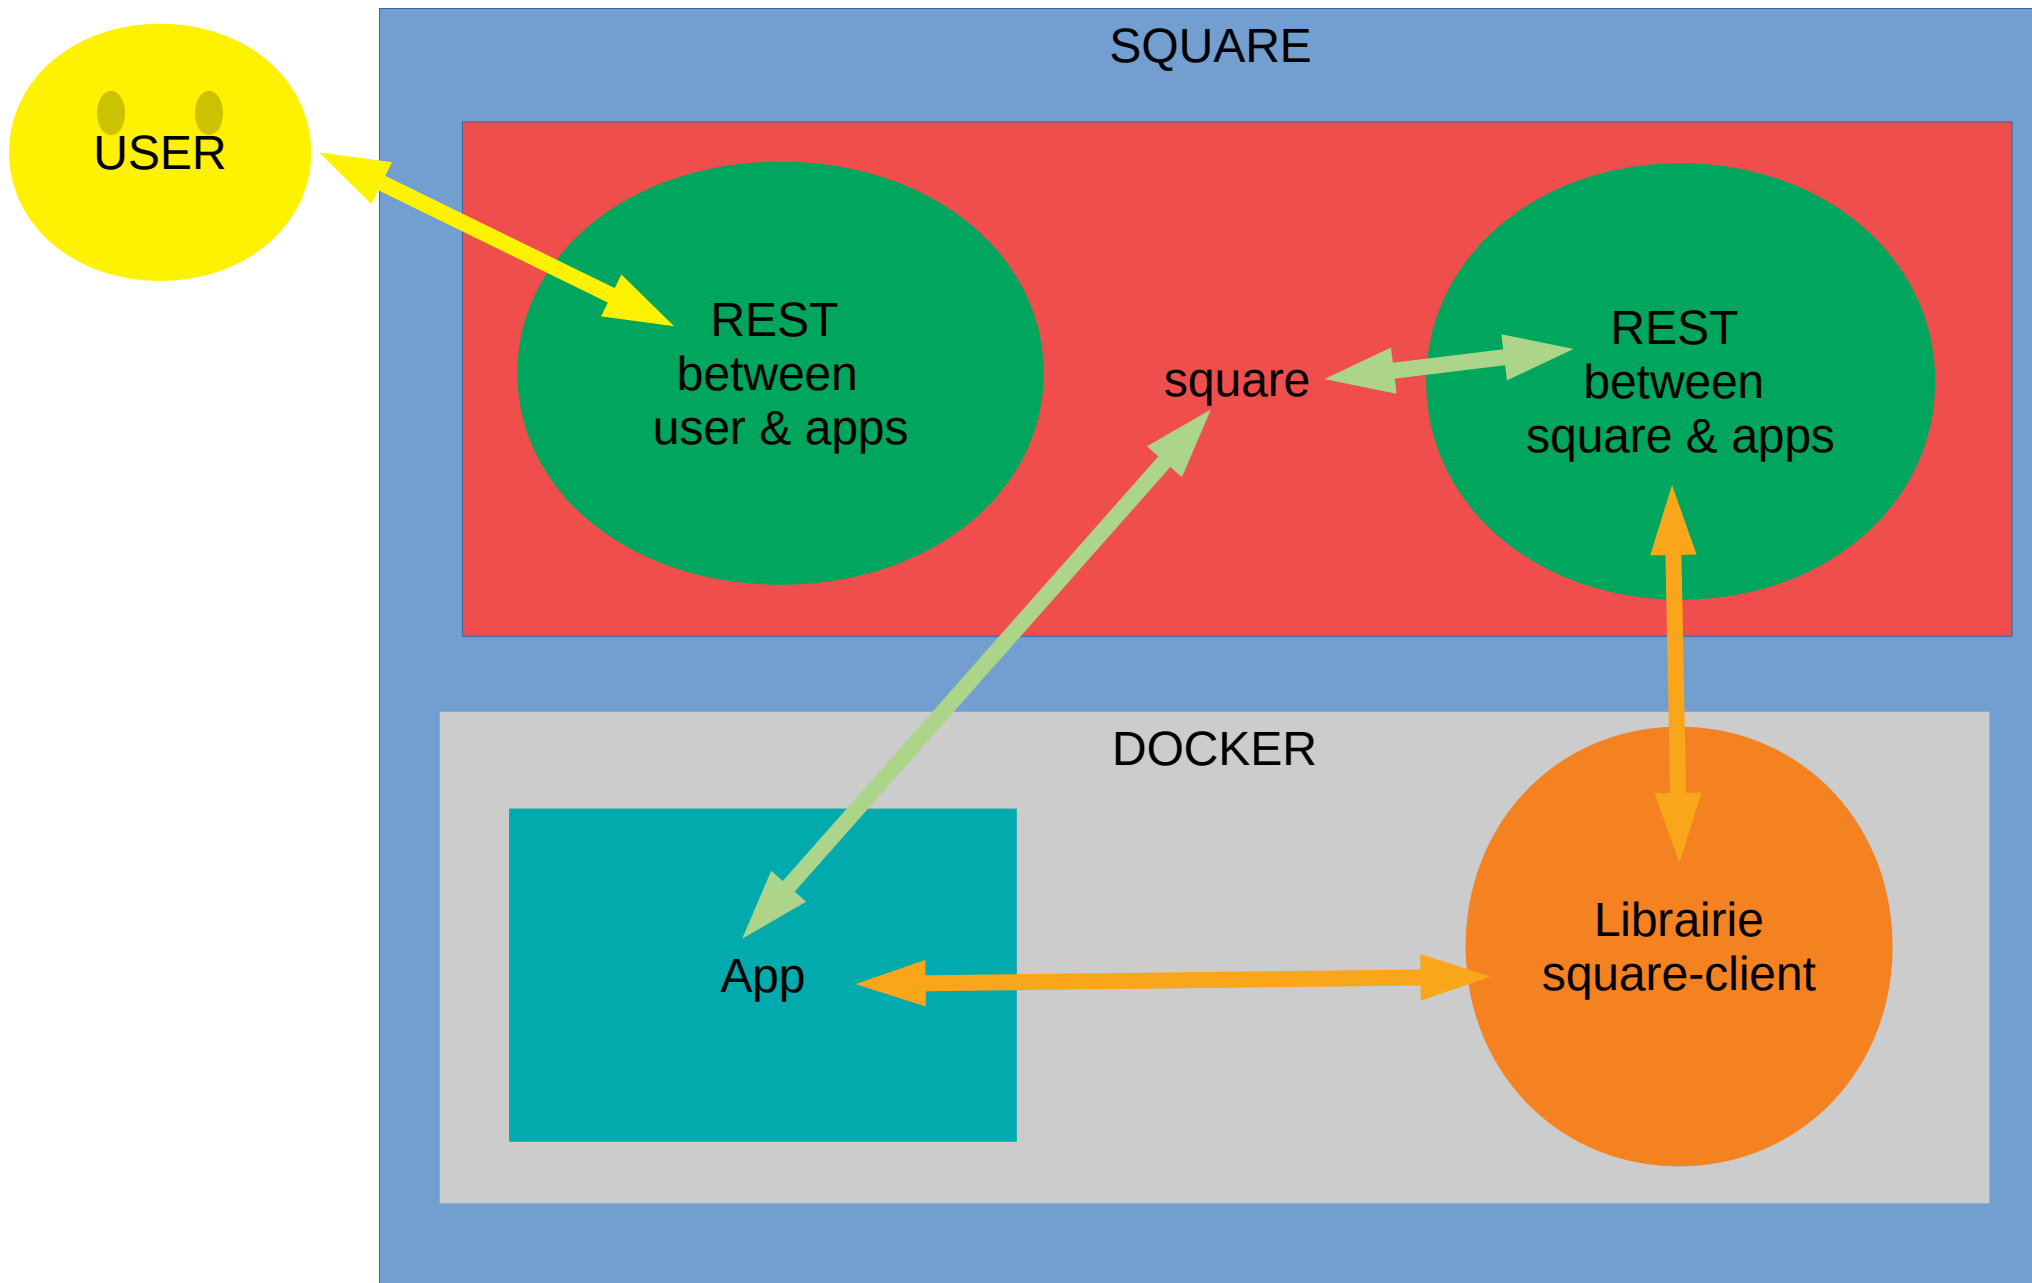 SQUARE
USER
REST
between
user & apps
square
REST
between
square & apps
DOCKER
App
Librairie
square-client